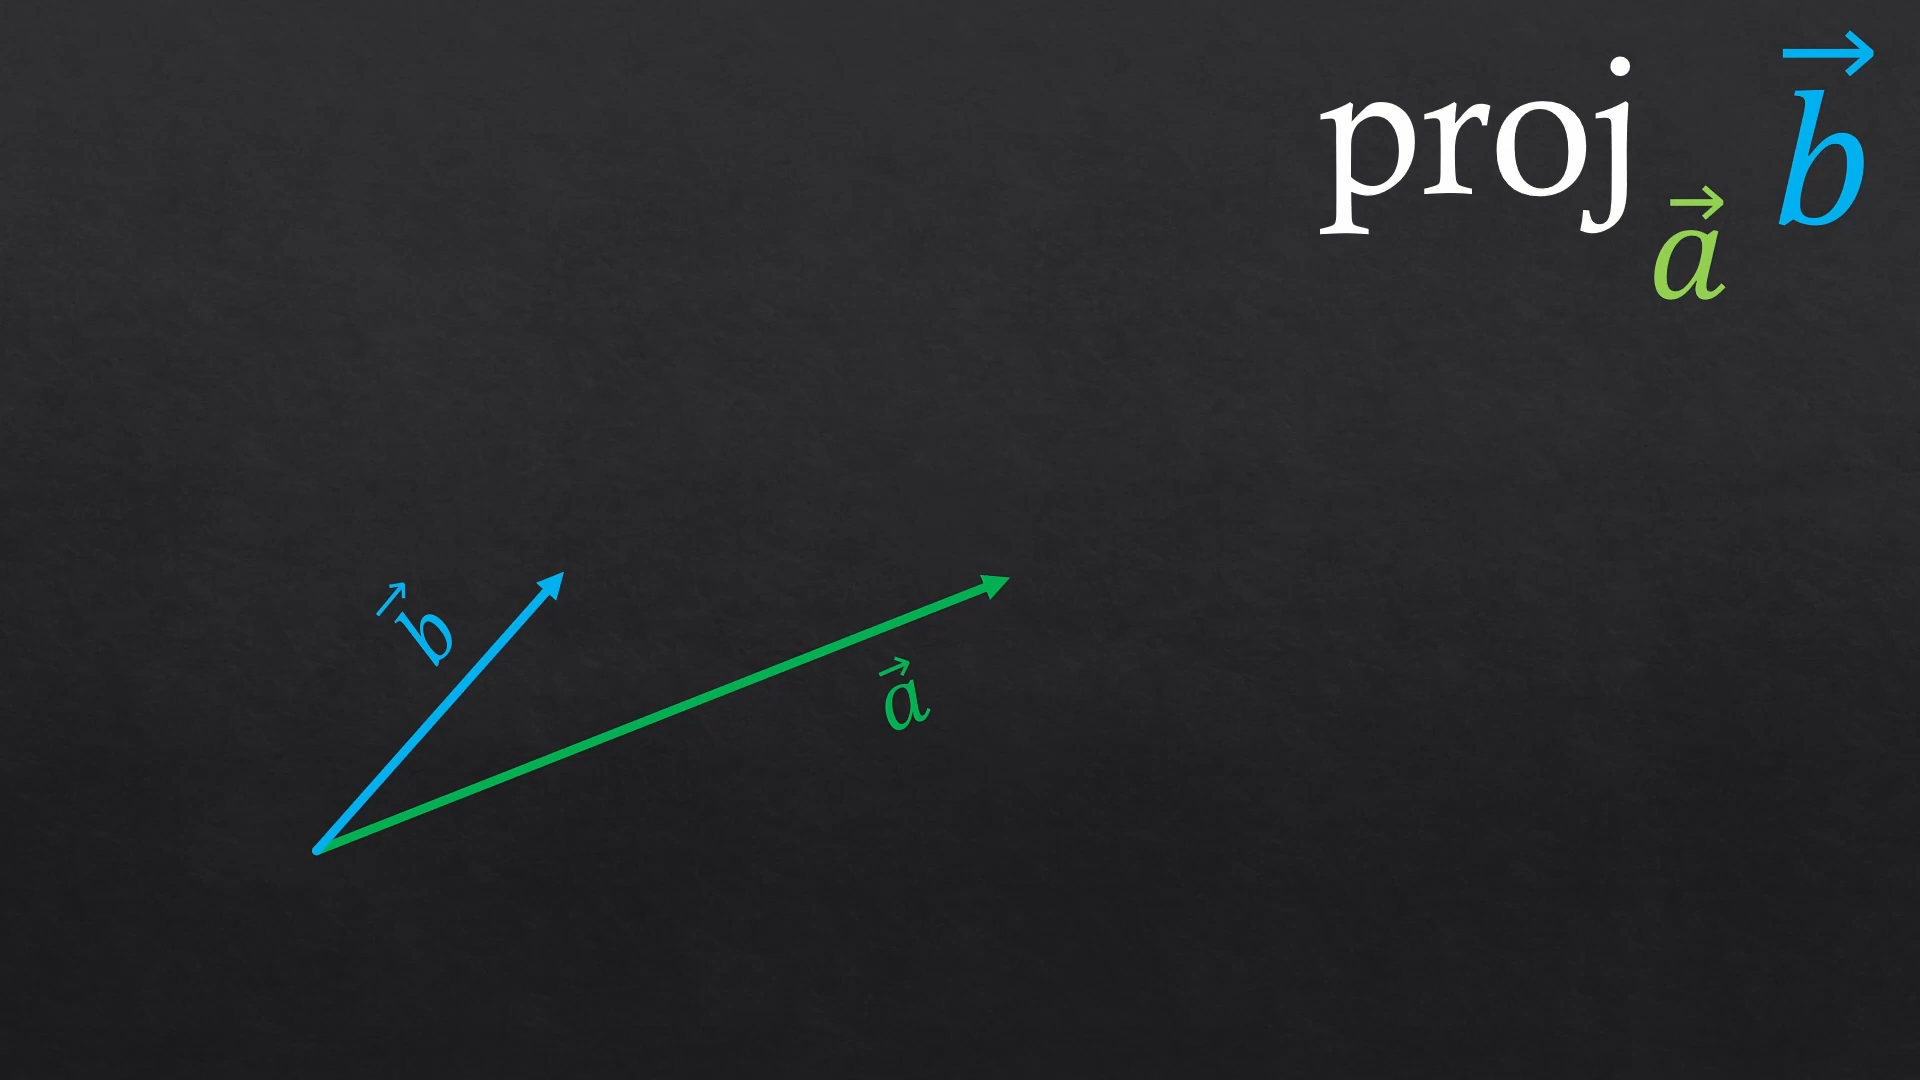 proj a⃗ b⃗
b⃗
a⃗